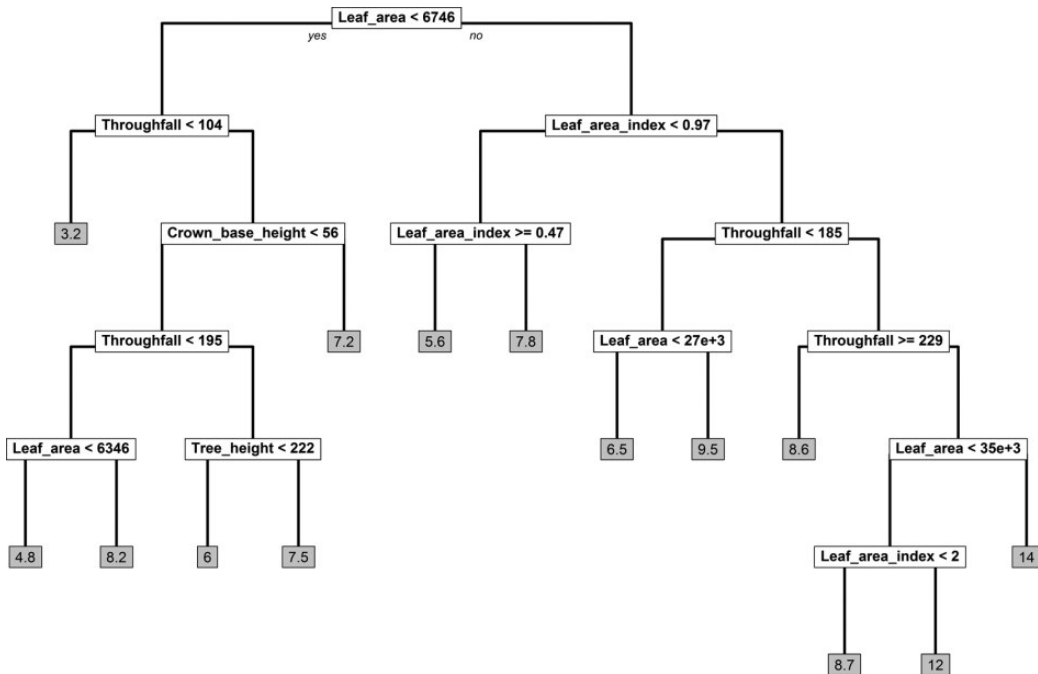 Leaf_area < 6746
yes no
Throughfall < 104
Leaf_area_index < 0.97
3.2
Crown_base_height < 56
Leaf_area_index >= 0.47
Throughfall < 185
Throughfall < 195
7.2
5.6
7.8
Leaf_area < 27e+3
Throughfall >= 229
Leaf_area < 6346
Tree_height < 222
6.5
9.5
8.6
Leaf_area < 35e+3
4.8
8.2
6
7.5
Leaf_area_index < 2
14
8.7
12